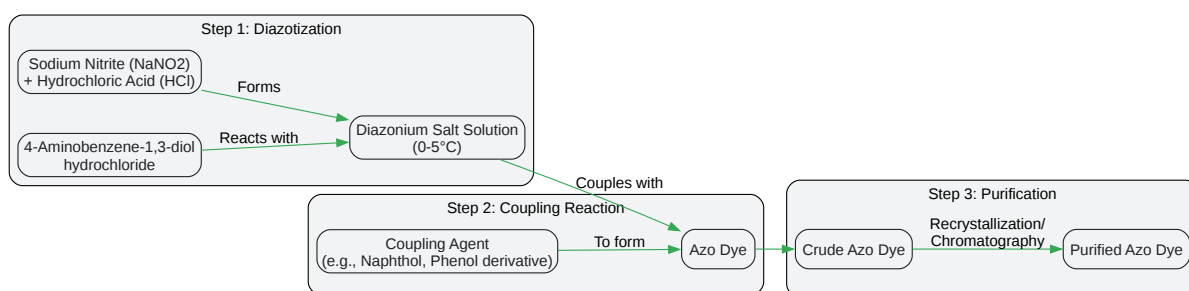 Step 1: Diazotization
Sodium Nitrite (NaNO2)
+ Hydrochloric Acid (HCl)
Forms
4-Aminobenzene-1,3-diol
hydrochloride
Reacts with
Diazonium Salt Solution
(0-5°C)
Couples with
Step 2: Coupling Reaction
Coupling Agent
(e.g., Naphthol, Phenol derivative)
To form
Azo Dye
Step 3: Purification
Crude Azo Dye
Recrystallization/
Chromatography
Purified Azo Dye